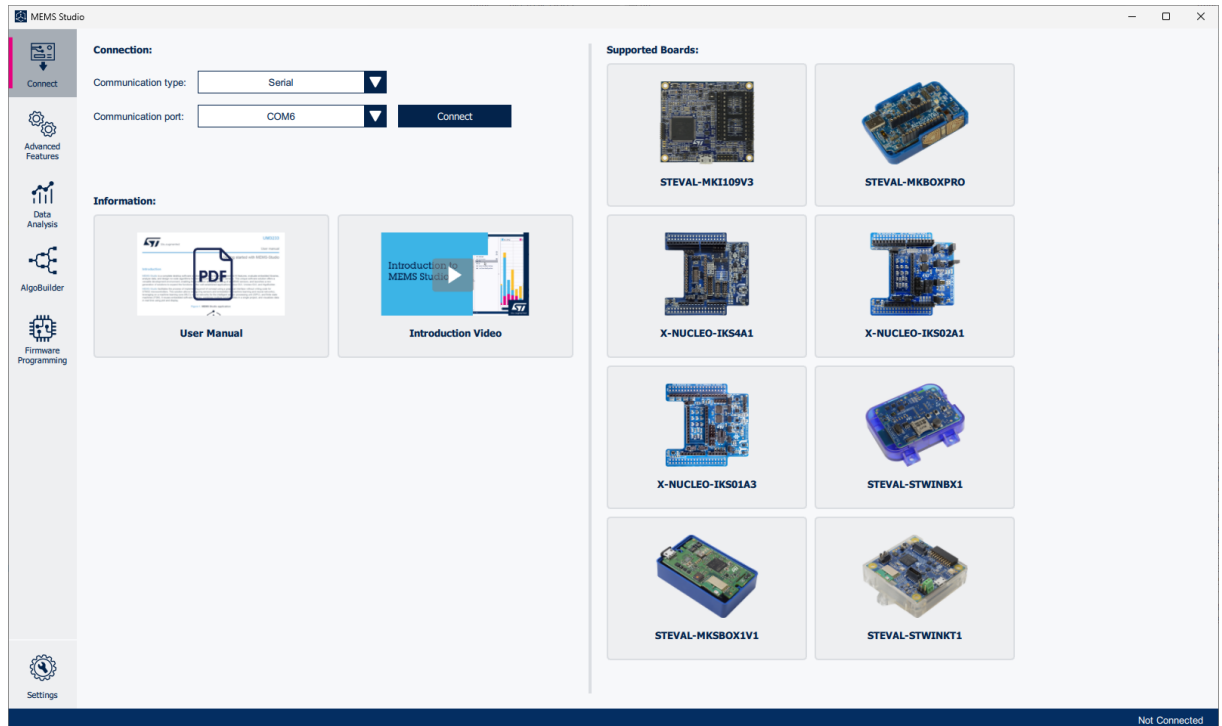 MEMS Studio
Connect
Advanced
Features
Data
Analysis
AlgoBuilder
Firmware
Programming
Settings
Connection:
Communication type:
Serial
Communication port:
COM6
Connect
Information:
PDF
User Manual
Introduction to
MEMS Studio
ST
Introduction Video
Supported Boards:
STEVAL-MKI109V3
STEVAL-MKBOXPRO
X-NUCLEO-IKS4A1
X-NUCLEO-IKS02A1
X-NUCLEO-IKS01A3
STEVAL-STWINBX1
STEVAL-MKSBOX1V1
STEVAL-STWINKT1
Not Connected